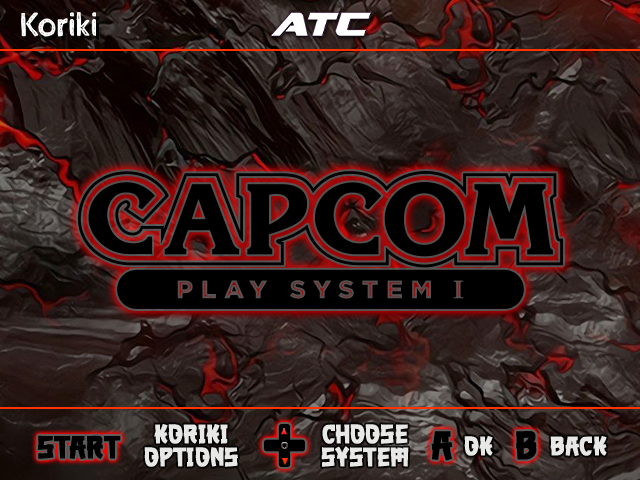 Koriki
ATC
CAPCOM
PLAY SYSTEM I
START
KORIKI
OPTIONS
CHOOSE
SYSTEM
A
OK
B
BACK